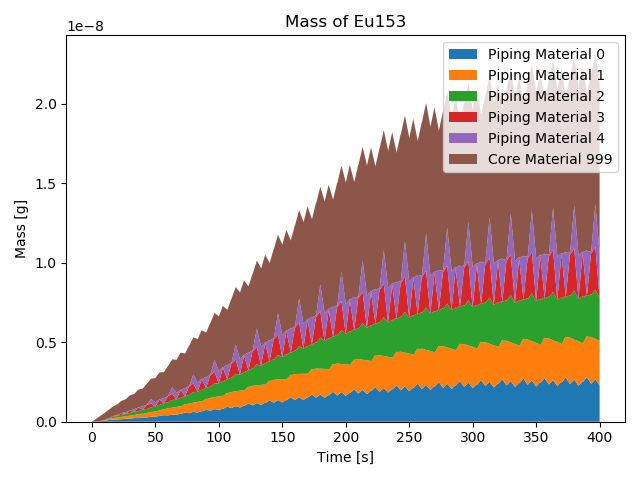 Mass of Eu153
1e−8
Piping Material 0
Piping Material 1
Piping Material 2
Piping Material 3
Piping Material 4
Core Material 999
2.0
1.5
1.0
0.5
0.0
Mass [g]
0 50 100 150 200 250 300 350 400
Time [s]